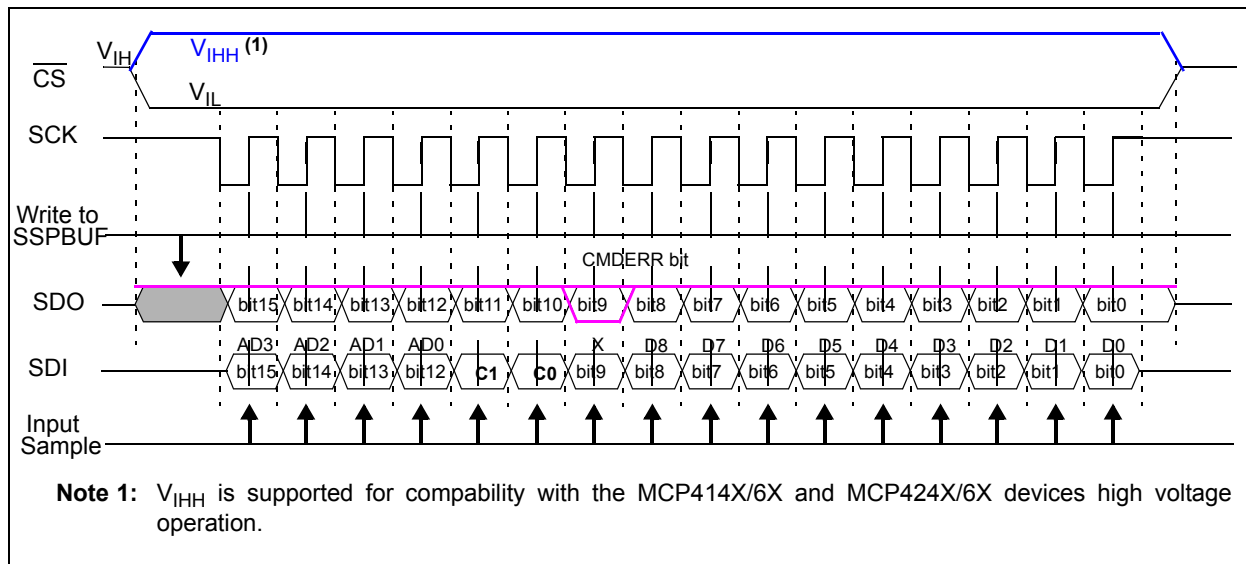 VIH
VIHH (1)
CS
VIL
SCK
Write to
SSPBUF
CMDERR bit
SDO
bit15 bit14 bit13 bit12 bit11 bit10 bit9 bit8 bit7 bit6 bit5 bit4 bit3 bit2 bit1 bit0
AD3 AD2 AD1 AD0 X D8 D7 D6 D5 D4 D3 D2 D1 D0
SDI
bit15 bit14 bit13 bit12 C1 C0 bit9 bit8 bit7 bit6 bit5 bit4 bit3 bit2 bit1 bit0
Input
Sample
Note 1: VIHH is supported for compability with the MCP414X/6X and MCP424X/6X devices high voltage
operation.